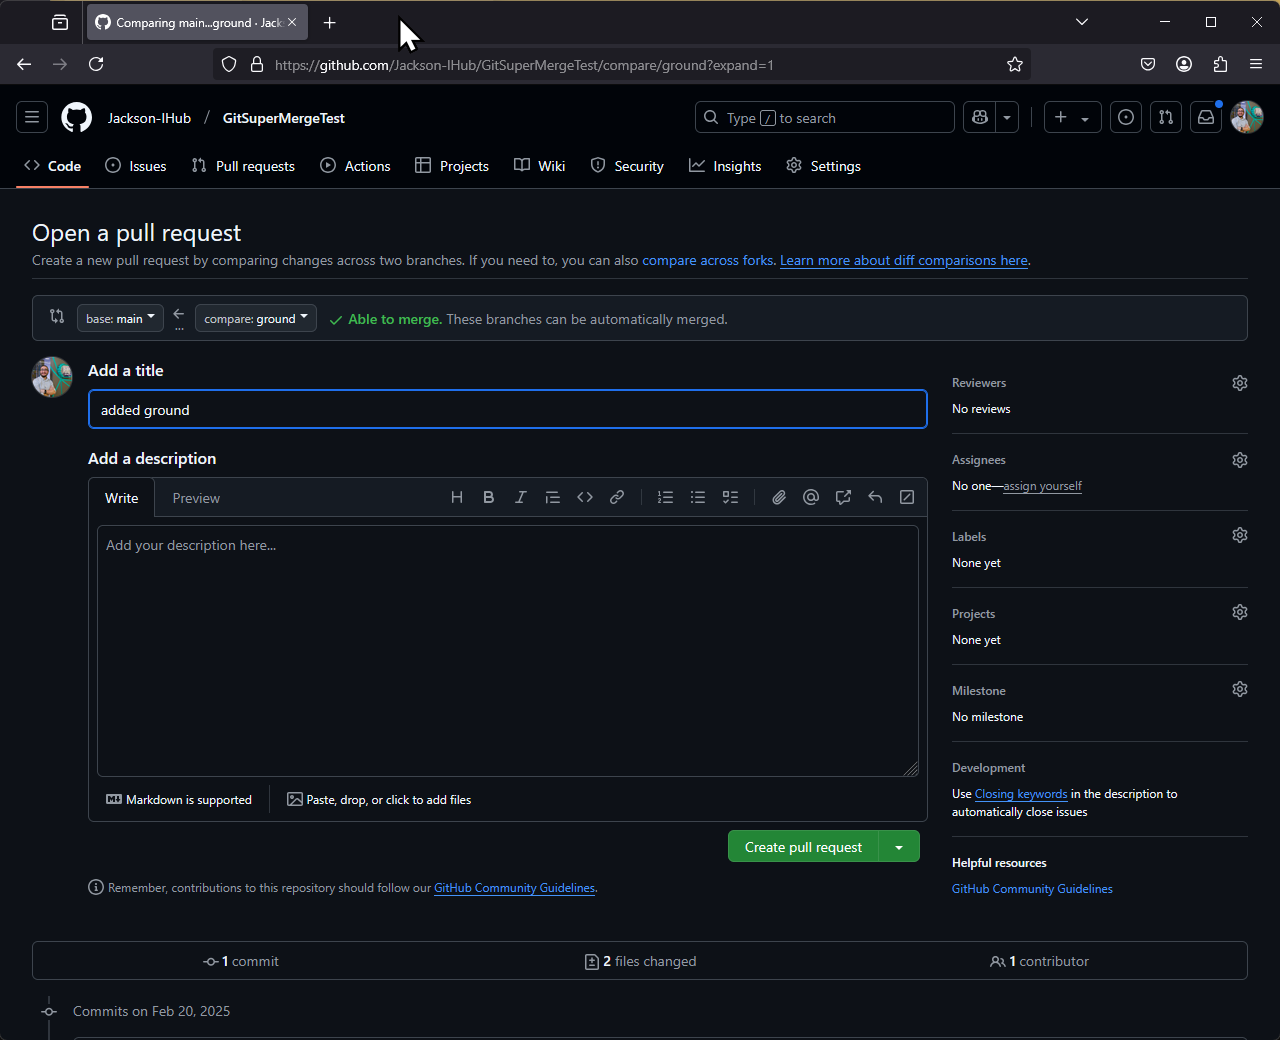 Comparing main...ground · Jack
https://github.com/Jackson-IHub/GitSuperMergeTest/compare/ground?expand=1
Jackson-IHub / GitSuperMergeTest
Type / to search
Code Issues Pull requests Actions Projects Wiki Security Insights Settings
Open a pull request
Create a new pull request by comparing changes across two branches. If you need to, you can also compare across forks. Learn more about diff comparisons here.
base: main ... compare: ground Able to merge. These branches can be automatically merged.
Add a title
added ground
Add a description
Write Preview
Add your description here...
Markdown is supported Paste, drop, or click to add files
Create pull request
Remember, contributions to this repository should follow our GitHub Community Guidelines.
Reviewers
No reviews
Assignees
No one—assign yourself
Labels
None yet
Projects
None yet
Milestone
No milestone
Development
Use Closing keywords in the description to
automatically close issues
Helpful resources
GitHub Community Guidelines
1 commit 2 files changed 1 contributor
Commits on Feb 20, 2025